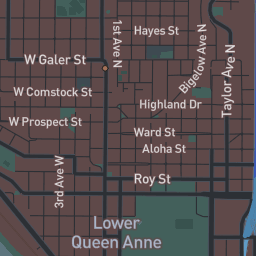 Hayes St
1st Ave N
W Galer St
Bigelow Ave N
Taylor Ave N
W Comstock St
Highland Dr
W Prospect St
Ward St
Aloha St
3rd Ave W
Roy St
Lower
Queen Anne